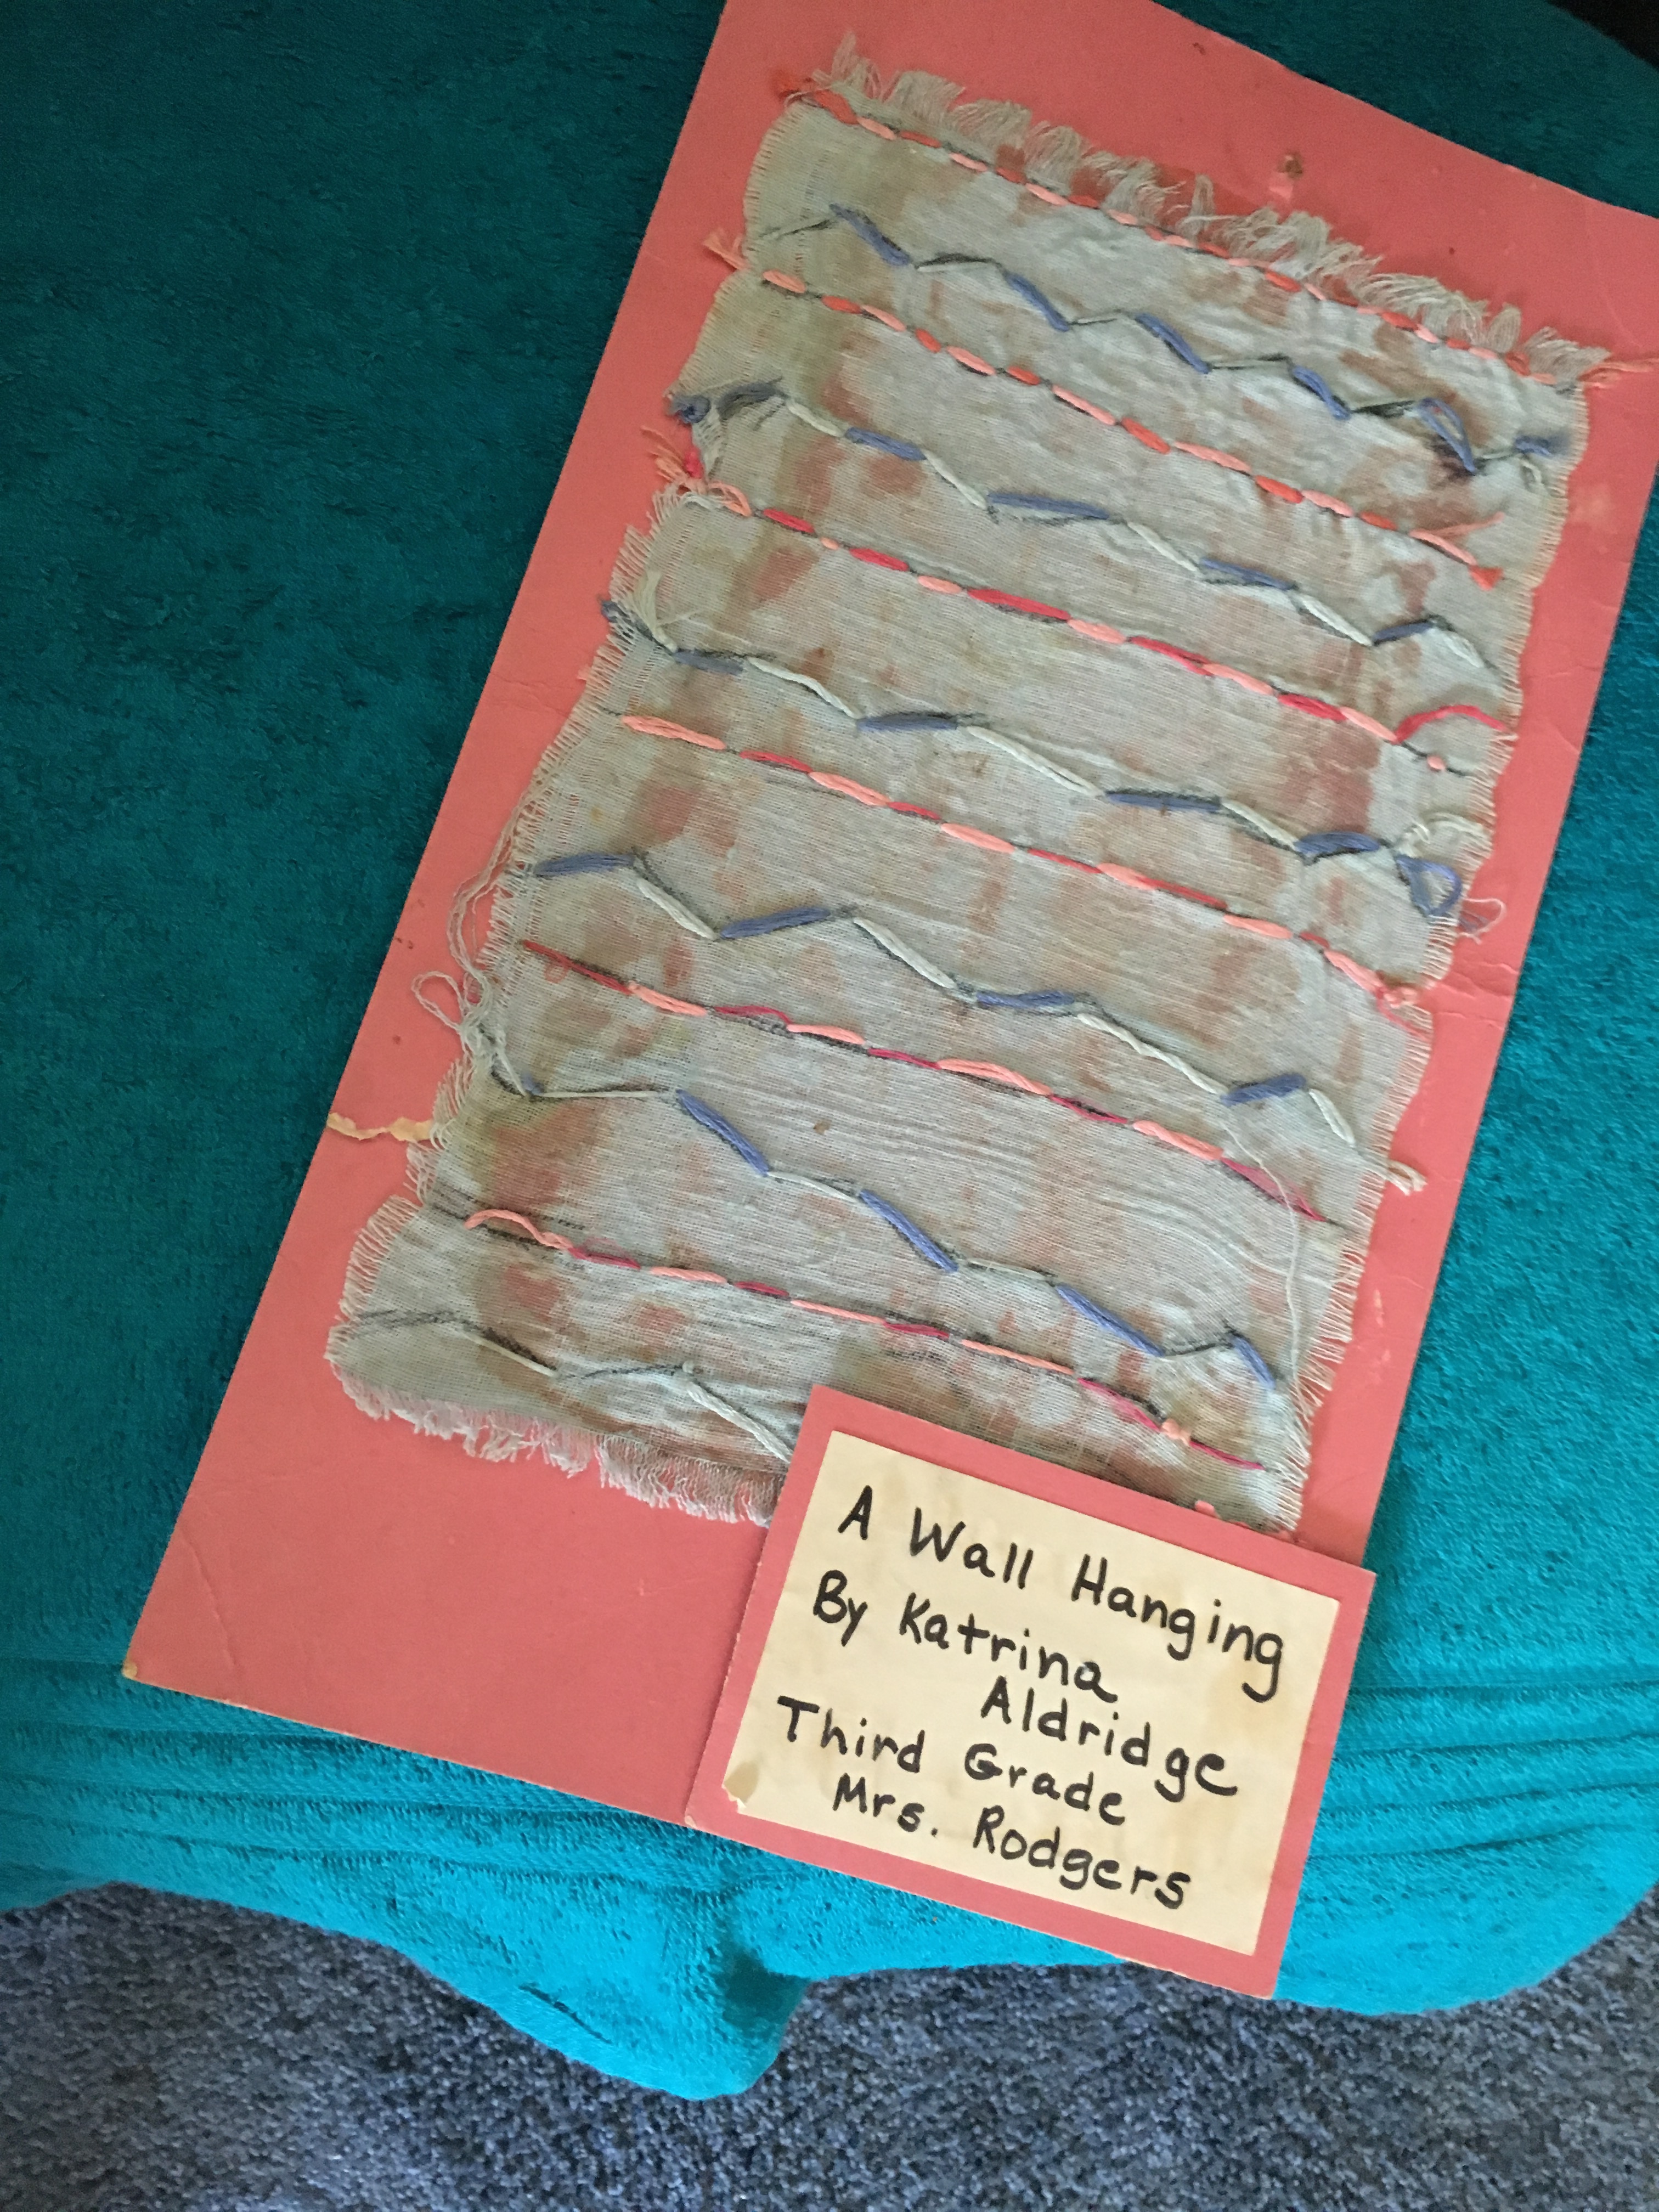 A Wall Hanging
By Katrina
Aldridge
Third Grade
Mrs. Rodgers